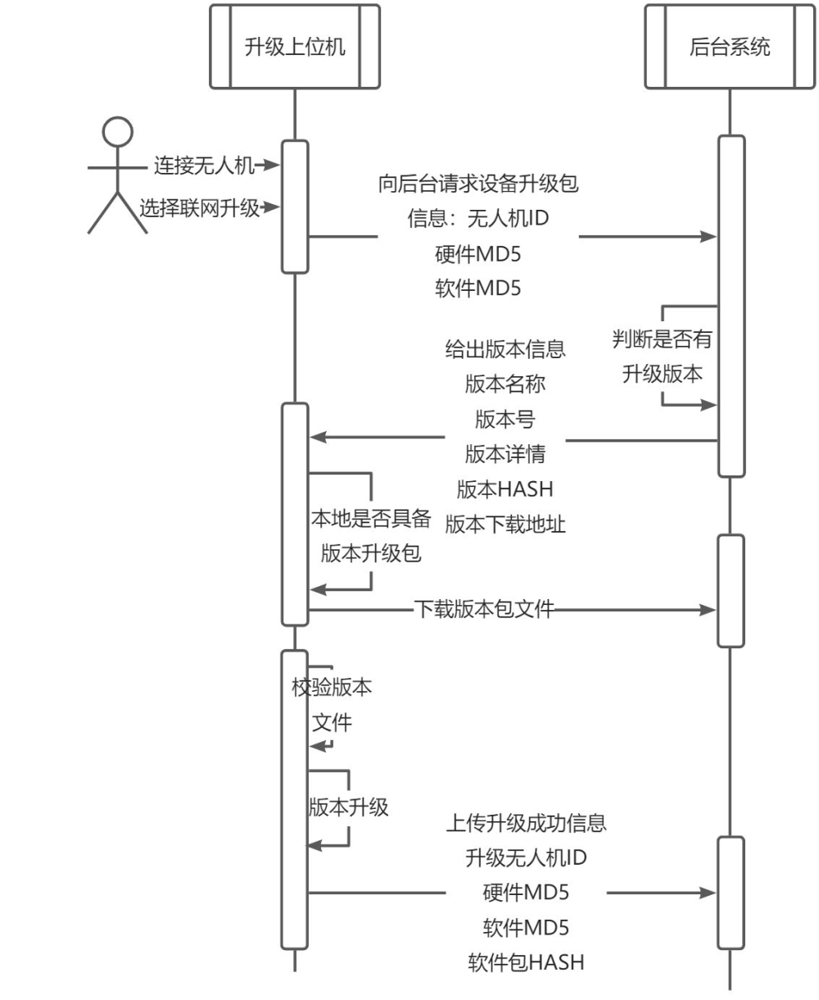 升级上位机
后台系统
连接无人机
选择联网升级
向后台请求设备升级包
信息：无人机ID
硬件MD5
软件MD5
判断是否有
升级版本
给出版本信息
版本名称
版本号
版本详情
版本HASH
版本下载地址
本地是否具备
版本升级包
下载版本包文件
校验版本
文件
版本升级
上传升级成功信息
升级无人机ID
硬件MD5
软件MD5
软件包HASH